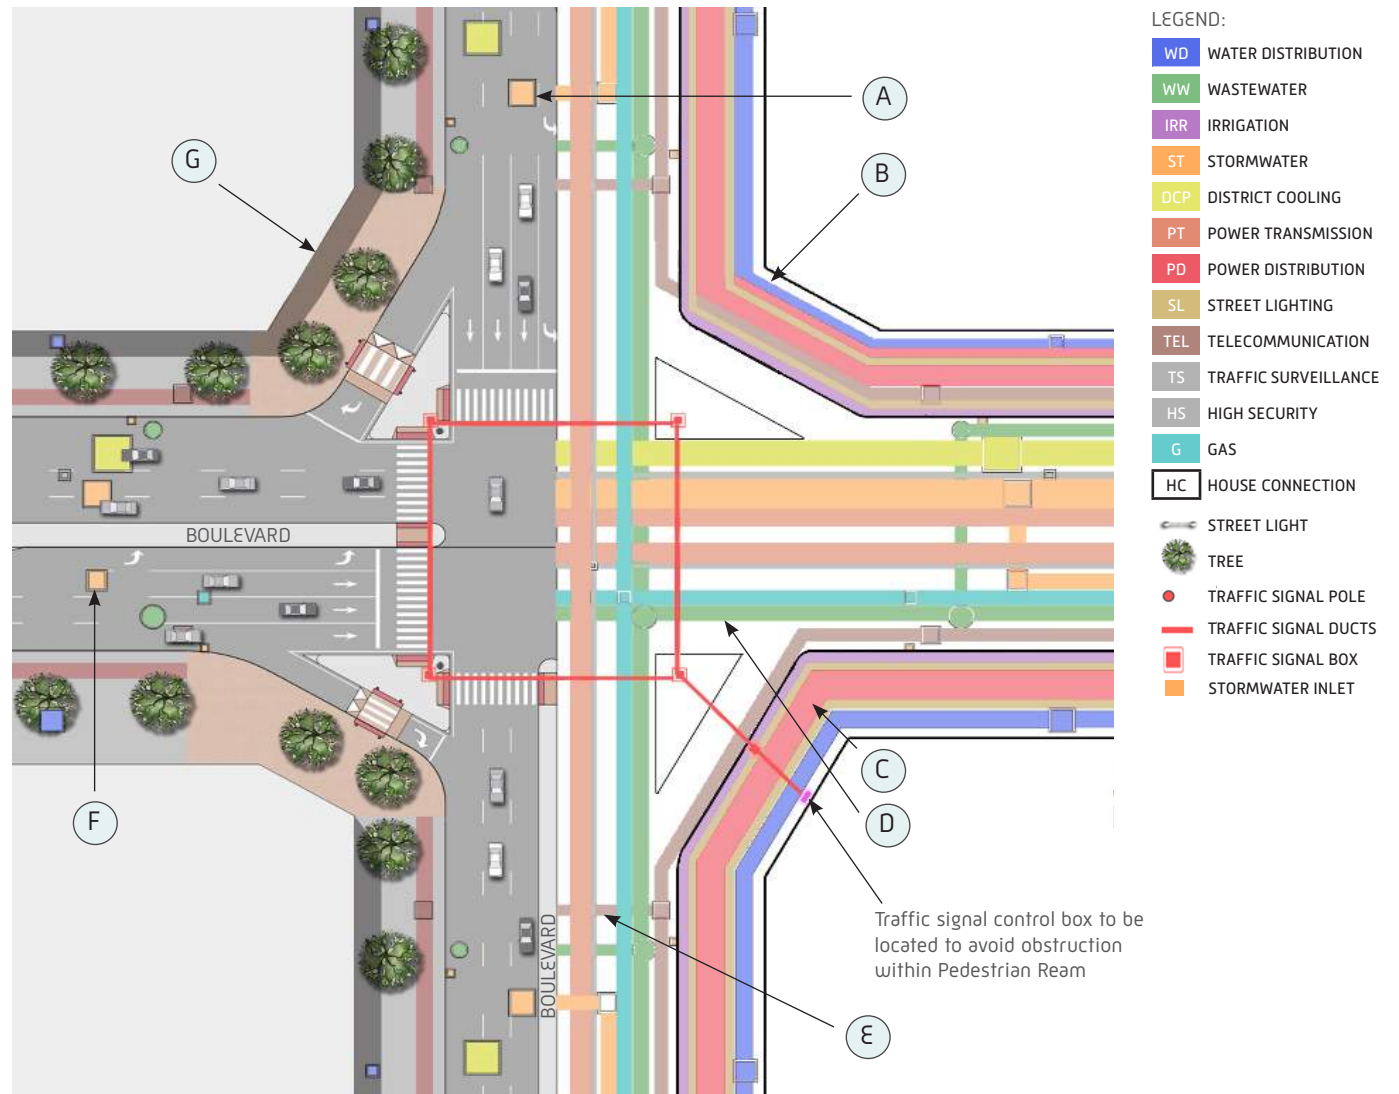 A
B
G
BOULEVARD
F
C
D
BOULEVARD
E
Traffic signal control box to be
located to avoid obstruction
within Pedestrian Ream
LEGEND:
WD WATER DISTRIBUTION
WW WASTEWATER
IRR IRRIGATION
ST STORMWATER
DCP DISTRICT COOLING
PT POWER TRANSMISSION
PD POWER DISTRIBUTION
SL STREET LIGHTING
TEL TELECOMMUNICATION
TS TRAFFIC SURVEILLANCE
HS HIGH SECURITY
G GAS
HC HOUSE CONNECTION
STREET LIGHT
TREE
TRAFFIC SIGNAL POLE
TRAFFIC SIGNAL DUCTS
TRAFFIC SIGNAL BOX
STORMWATER INLET